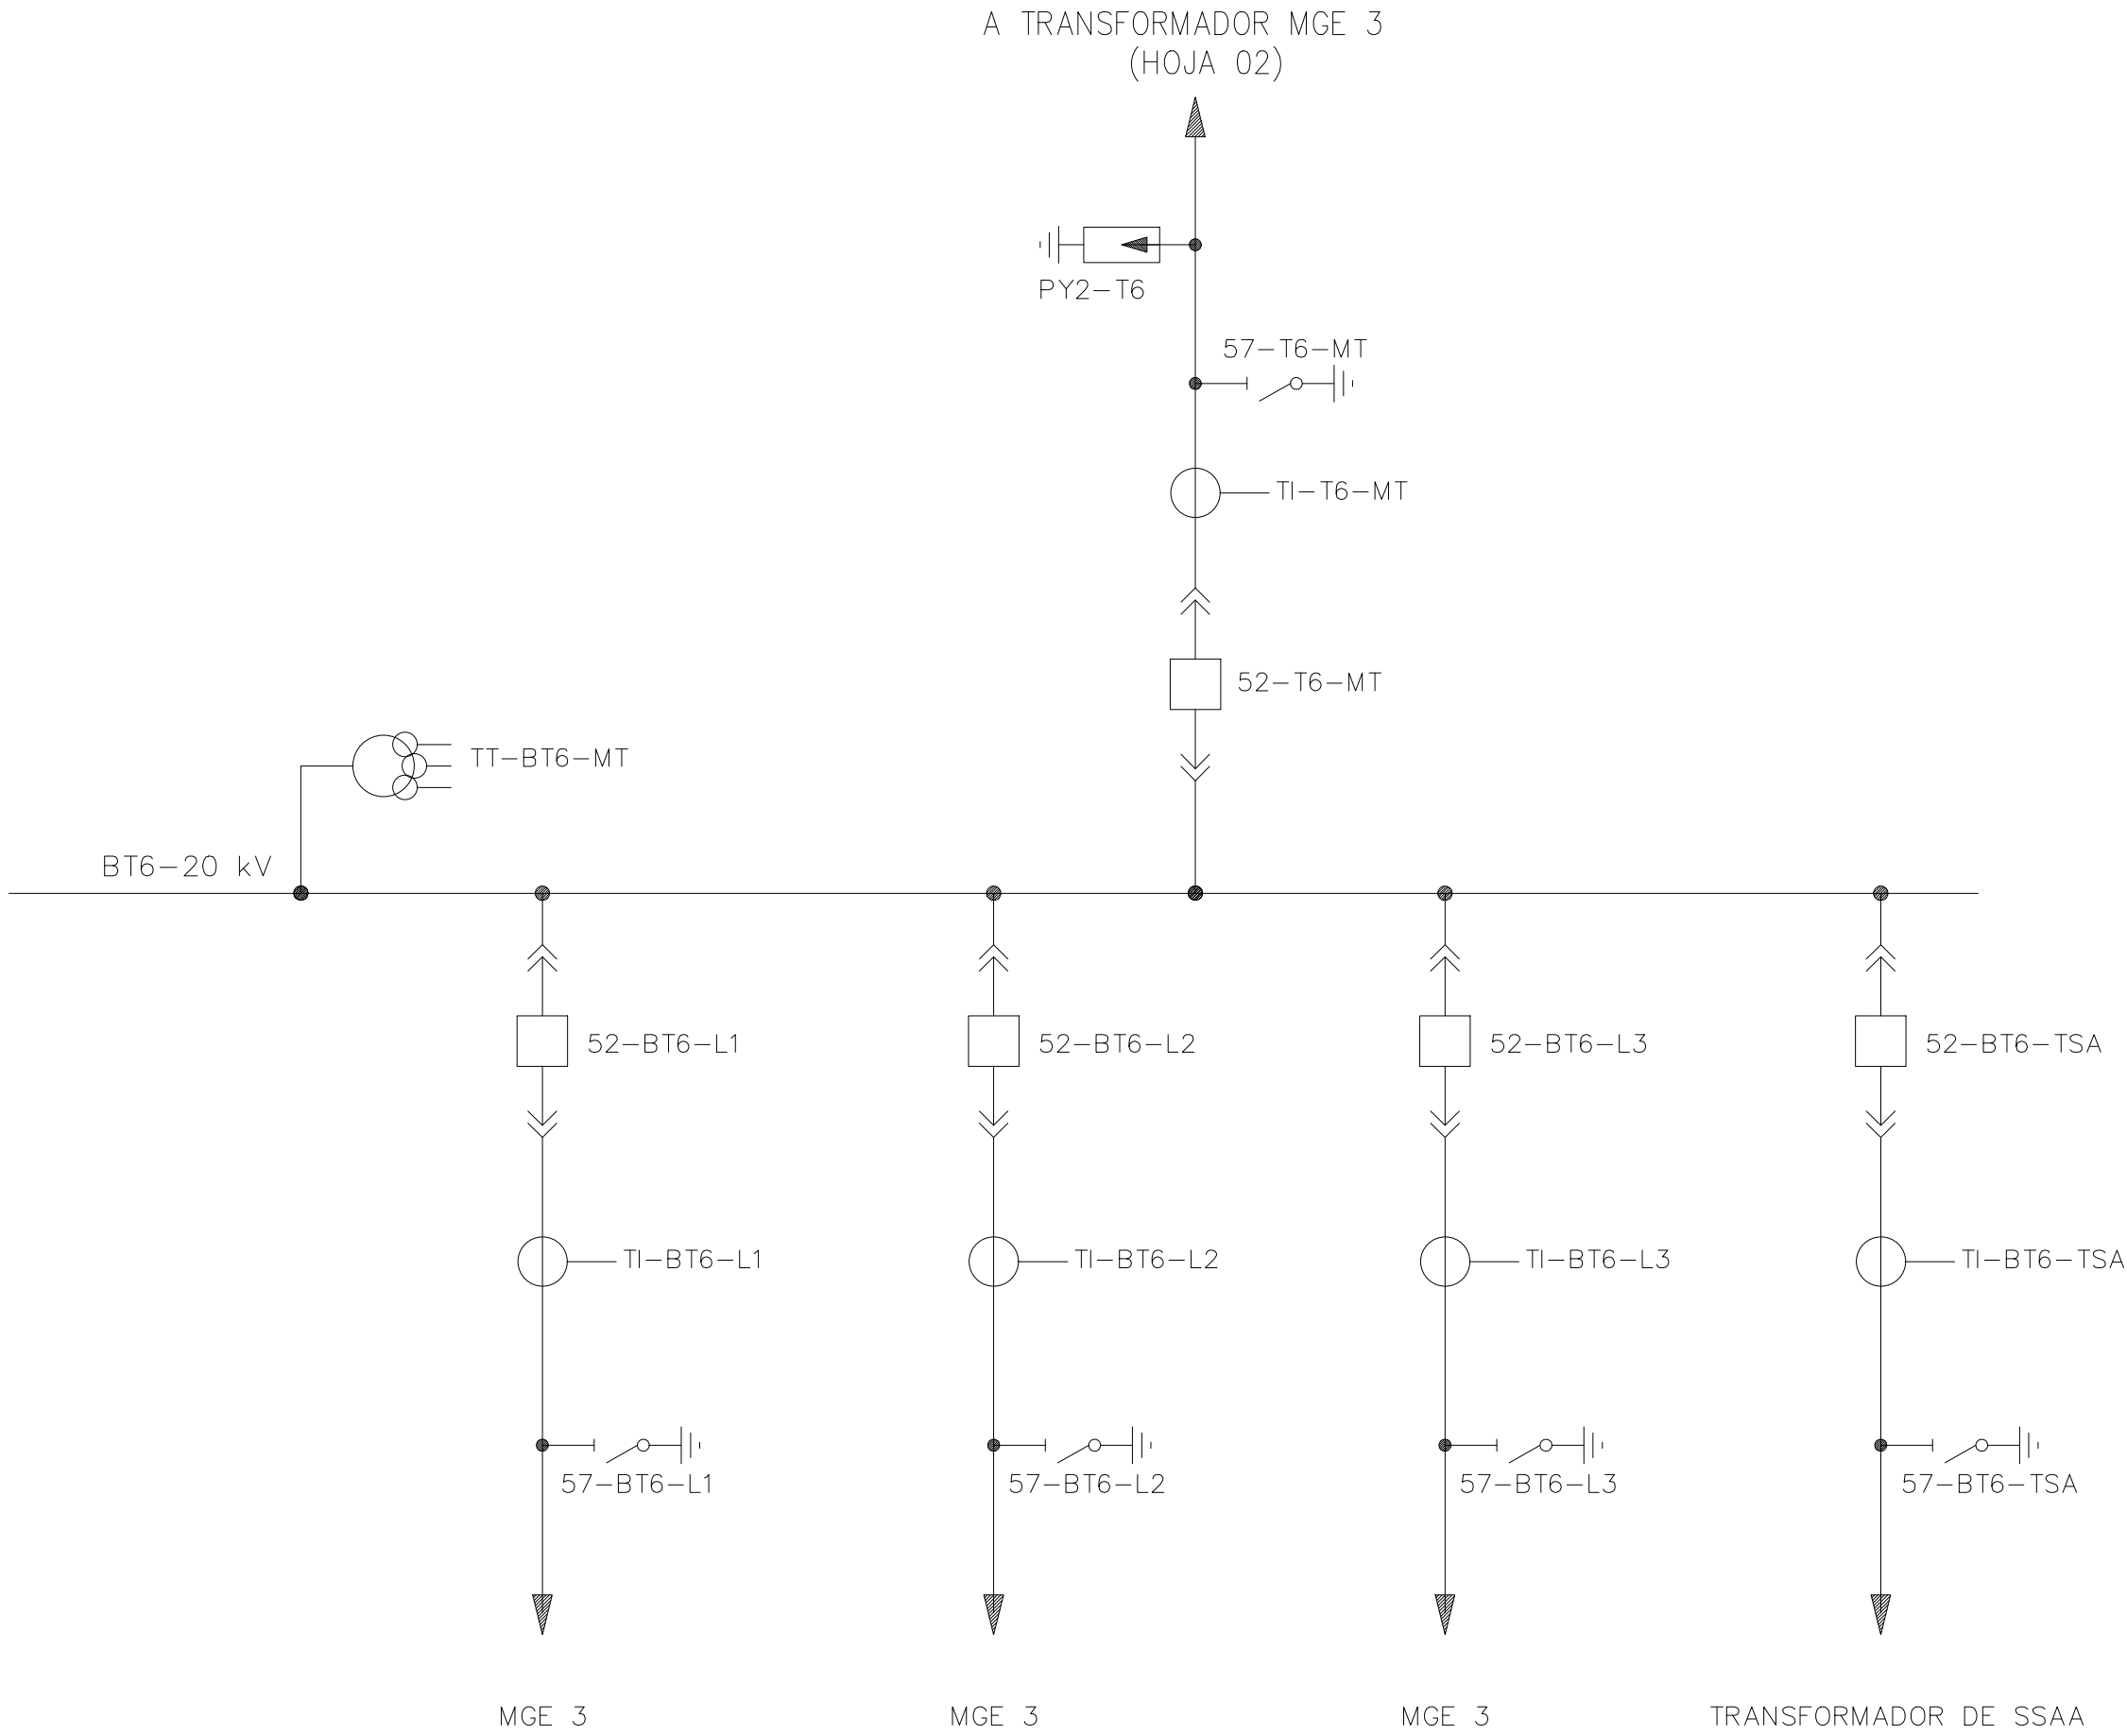 A TRANSFORMADOR MGE 3
(HOJA 02)
PY2-T6
57-T6-MT
TI-T6-MT
52-T6-MT
TT-BT6-MT
BT6-20 kV
52-BT6-L1
52-BT6-L2
52-BT6-L3
52-BT6-TSA
TI-BT6-L1
TI-BT6-L2
TI-BT6-L3
TI-BT6-TSA
57-BT6-L1
57-BT6-L2
57-BT6-L3
57-BT6-TSA
MGE 3
MGE 3
MGE 3
TRANSFORMADOR DE SSAA